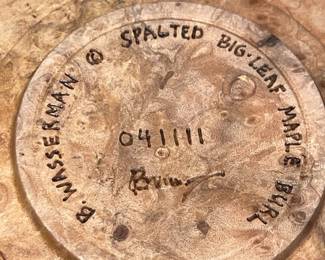 B. WASSERMAN © SPALTED BIG-LEAF MAPLE BURL
041111